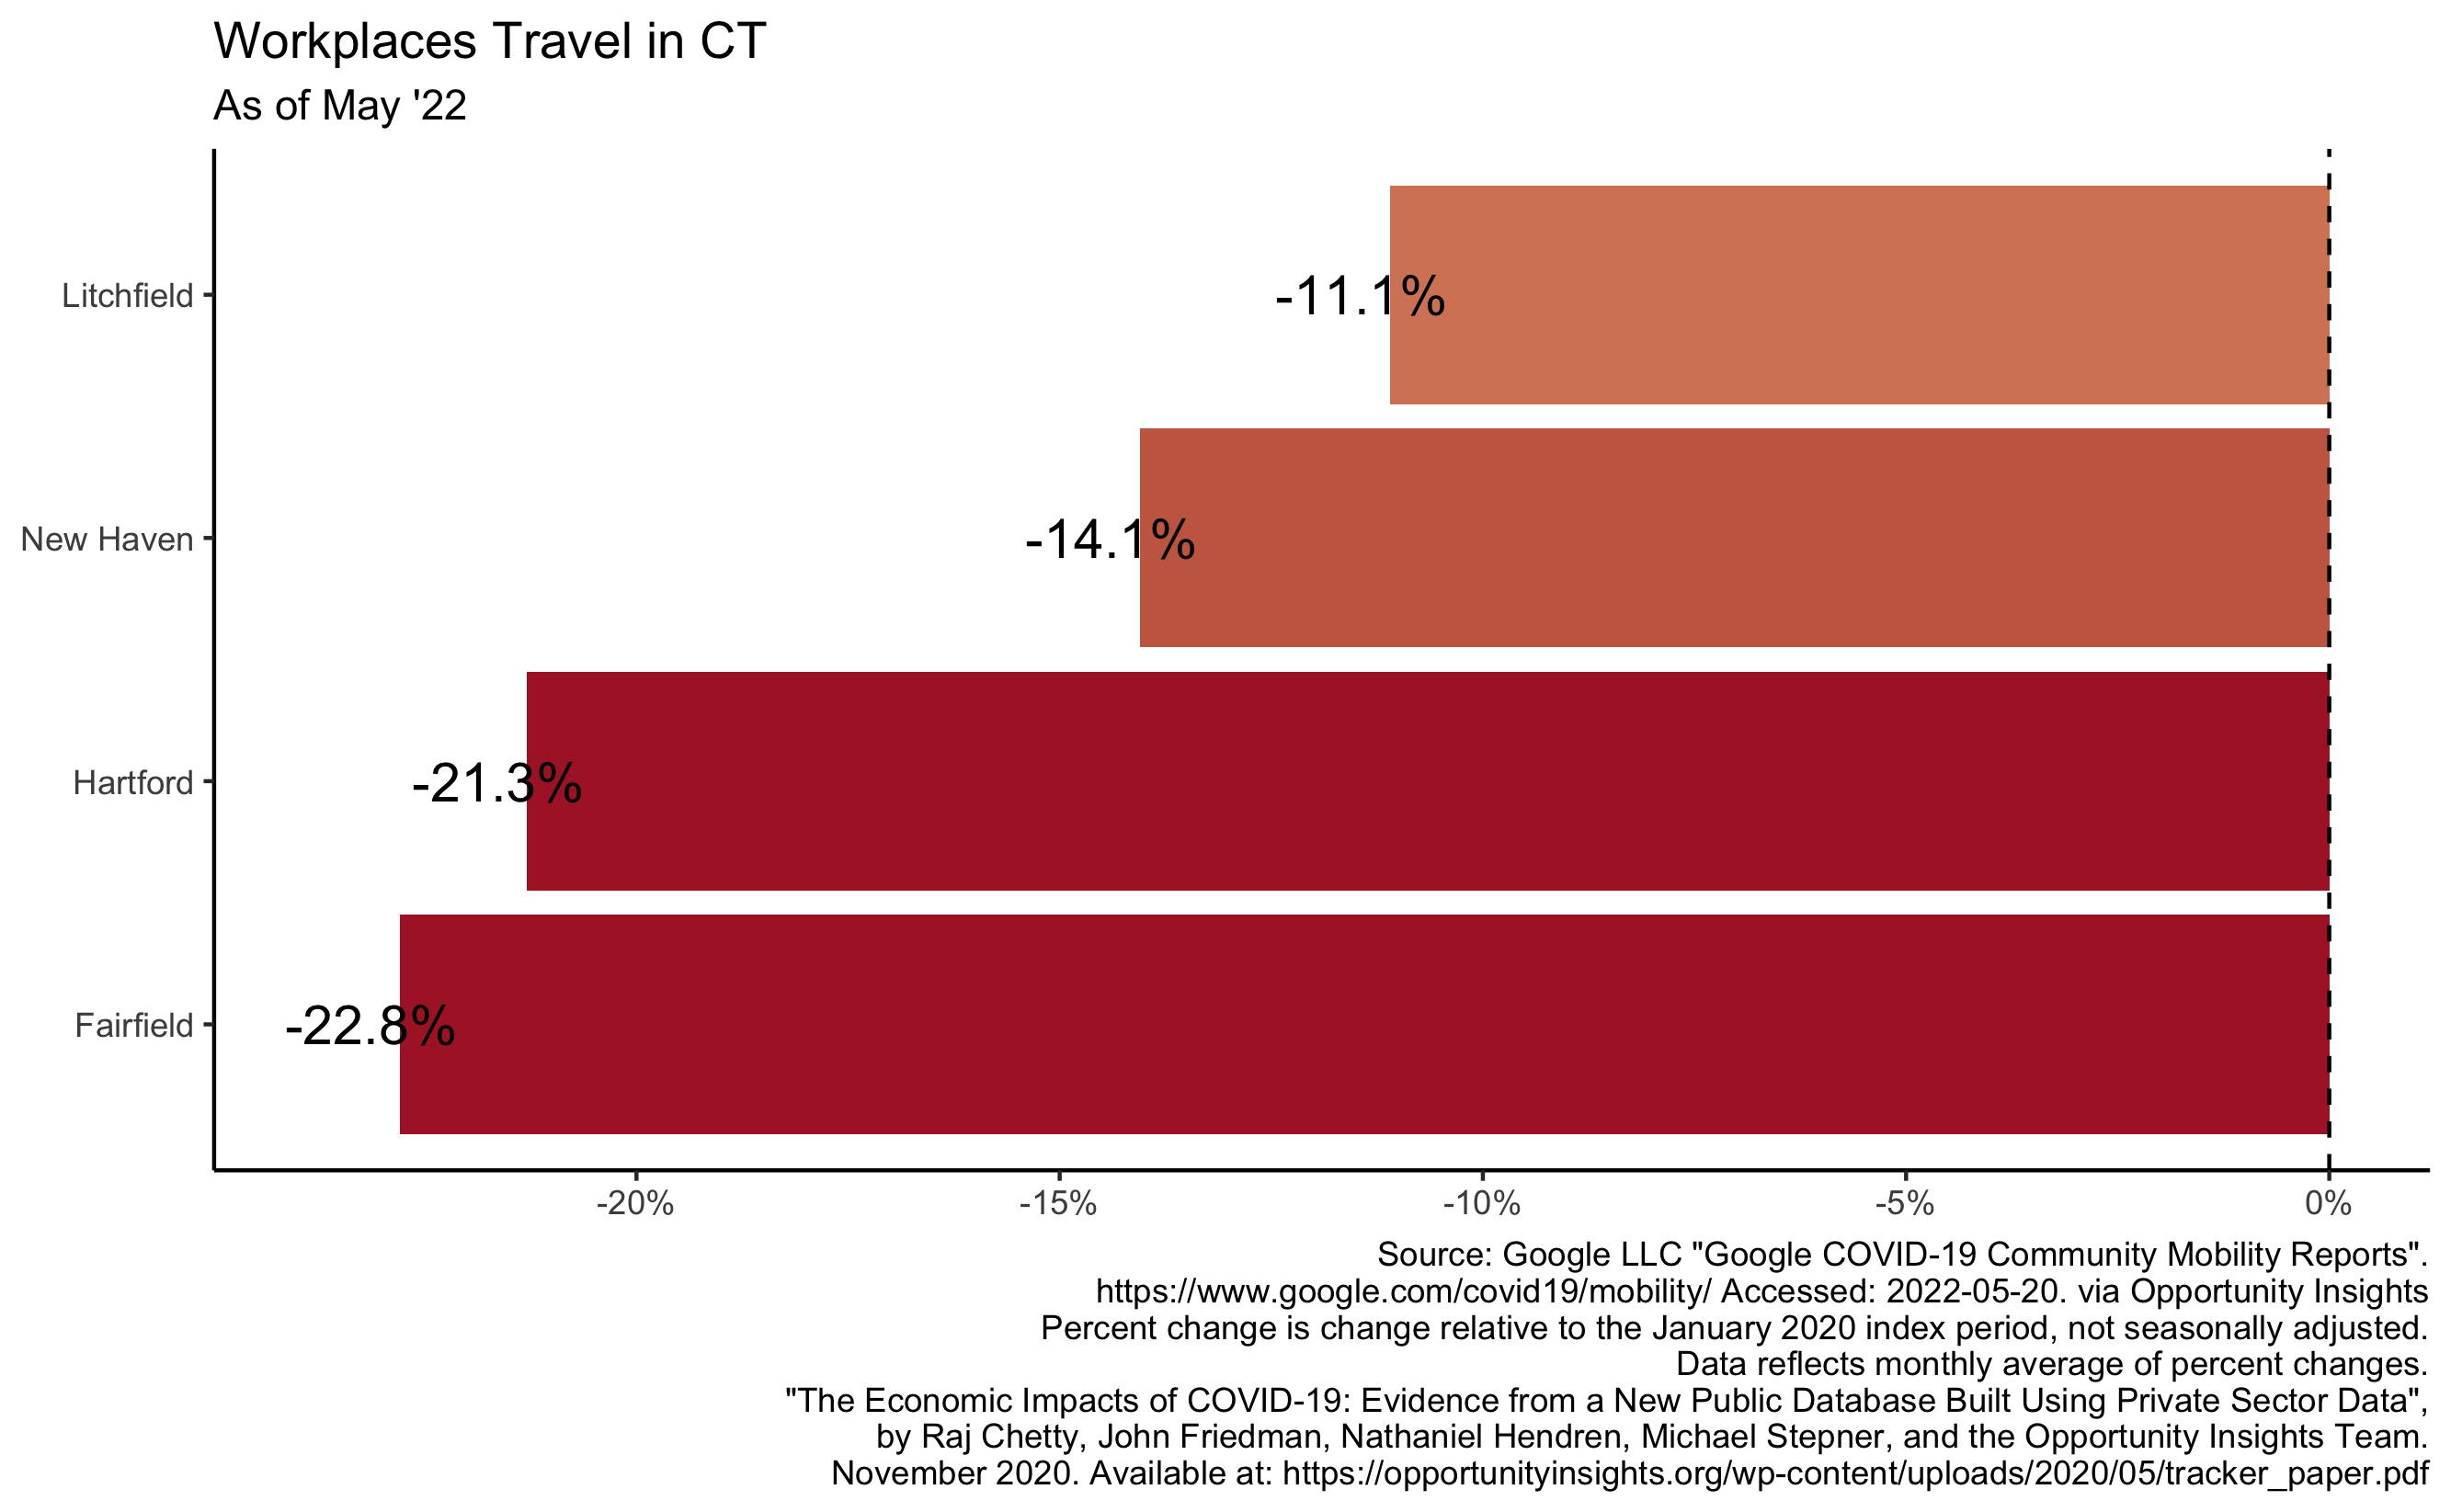 Workplaces Travel in CT
As of May '22
Litchfield
-11.1%
New Haven
-14.1%
Hartford
-21.3%
Fairfield
-22.8%
-20%
-15%
-10%
-5%
0%
Source: Google LLC "Google COVID-19 Community Mobility Reports".
https://www.google.com/covid19/mobility/ Accessed: 2022-05-20. via Opportunity Insights
Percent change is change relative to the January 2020 index period, not seasonally adjusted.
Data reflects monthly average of percent changes.
"The Economic Impacts of COVID-19: Evidence from a New Public Database Built Using Private Sector Data",
by Raj Chetty, John Friedman, Nathaniel Hendren, Michael Stepner, and the Opportunity Insights Team.
November 2020. Available at: https://opportunityinsights.org/wp-content/uploads/2020/05/tracker_paper.pdf